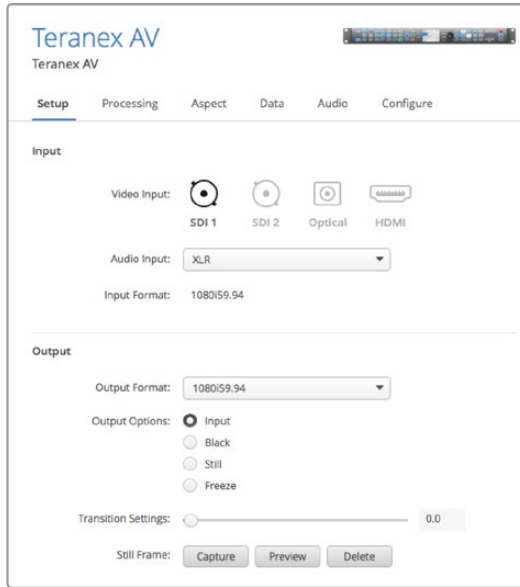 Teranex AV
Teranex AV
Setup Processing Aspect Data Audio Configure
Input
Video Input: SDI 1 SDI 2 Optical HDMI
Audio Input: XLR
Input Format: 1080i59.94
Output
Output Format: 1080i59.94
Output Options: Input
Black
Still
Freeze
Transition Settings: 0.0
Still Frame: Capture Preview Delete